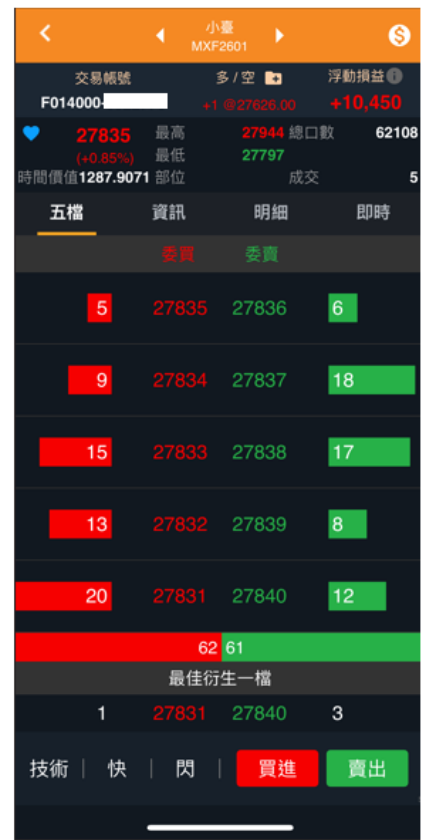 小臺
MXF2601
交易帳號 多/空 浮動損益
F014000- +1 @27626.00 +10,450
27835 最高 27944 總口數 62108
(+0.85%) 最低 27797
時間價值1287.9071 部位 成交 5
五檔 資訊 明細 即時
委買 委賣
5 27835 27836 6
9 27834 27837 18
15 27833 27838 17
13 27832 27839 8
20 27831 27840 12
62 61
最佳衍生一檔
1 27831 27840 3
技術 | 快 | 閃 | 買進 賣出